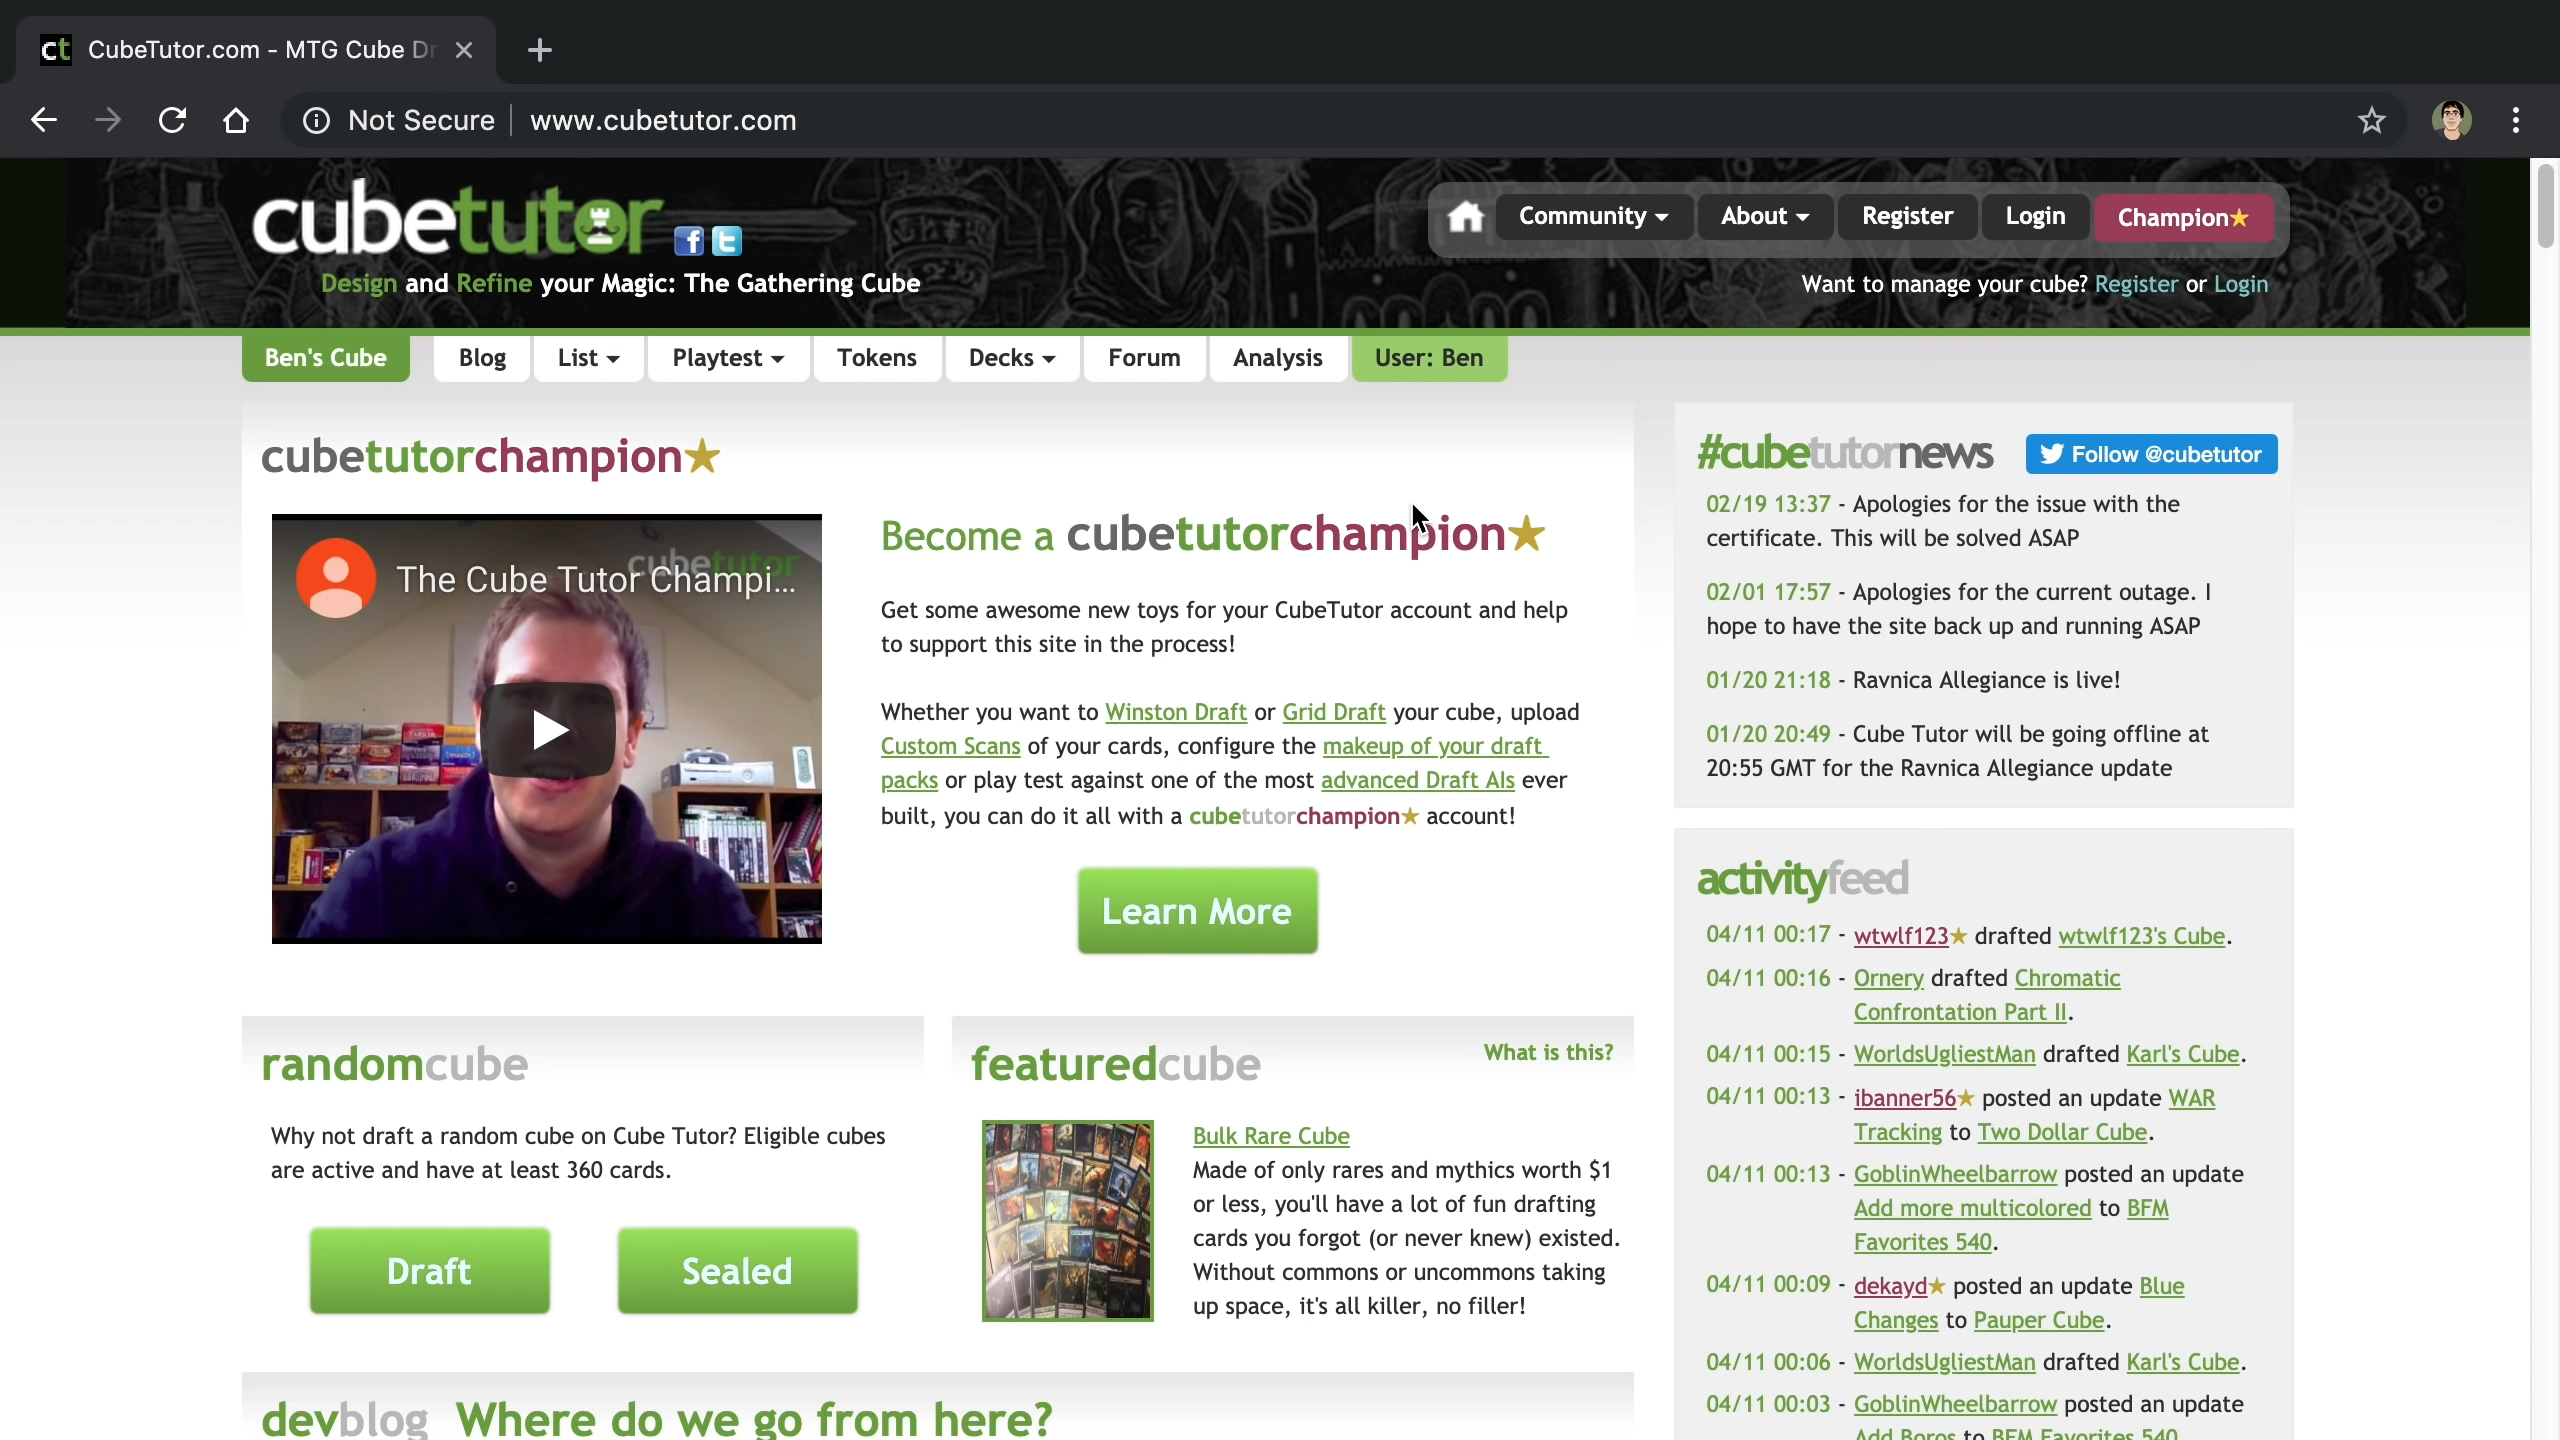 ct CubeTutor.com - MTG Cube Dr
Not Secure www.cubetutor.com
cubetutor
f t
Design and Refine your Magic: The Gathering Cube
Community About Register Login Champion
Want to manage your cube? Register or Login
Ben's Cube Blog List Playtest Tokens Decks Forum Analysis User: Ben
cubetutorchampion
cubetutor
The Cube Tutor Champi...
Become a cubetutorchampion
Get some awesome new toys for your CubeTutor account and help
to support this site in the process!
Whether you want to Winston Draft or Grid Draft your cube, upload
Custom Scans of your cards, configure the makeup of your draft
packs or play test against one of the most advanced Draft AIs ever
built, you can do it all with a cubetutorchampion account!
Learn More
randomcube
Why not draft a random cube on Cube Tutor? Eligible cubes
are active and have at least 360 cards.
Draft Sealed
featuredcube What is this?
Bulk Rare Cube
Made of only rares and mythics worth $1
or less, you'll have a lot of fun drafting
cards you forgot (or never knew) existed.
Without commons or uncommons taking
up space, it's all killer, no filler!
devblog Where do we go from here?
#cubetutornews Follow @cubetutor
02/19 13:37 - Apologies for the issue with the
certificate. This will be solved ASAP
02/01 17:57 - Apologies for the current outage. I
hope to have the site back up and running ASAP
01/20 21:18 - Ravnica Allegiance is live!
01/20 20:49 - Cube Tutor will be going offline at
20:55 GMT for the Ravnica Allegiance update
activityfeed
04/11 00:17 - wtwlf123 drafted wtwlf123's Cube.
04/11 00:16 - Ornery drafted Chromatic
Confrontation Part II.
04/11 00:15 - WorldsUgliestMan drafted Karl's Cube.
04/11 00:13 - ibanner56 posted an update WAR
Tracking to Two Dollar Cube.
04/11 00:13 - GoblinWheelbarrow posted an update
Add more multicolored to BFM
Favorites 540.
04/11 00:09 - dekayd posted an update Blue
Changes to Pauper Cube.
04/11 00:06 - WorldsUgliestMan drafted Karl's Cube.
04/11 00:03 - GoblinWheelbarrow posted an update
Add Boros to BFM Favorites 540